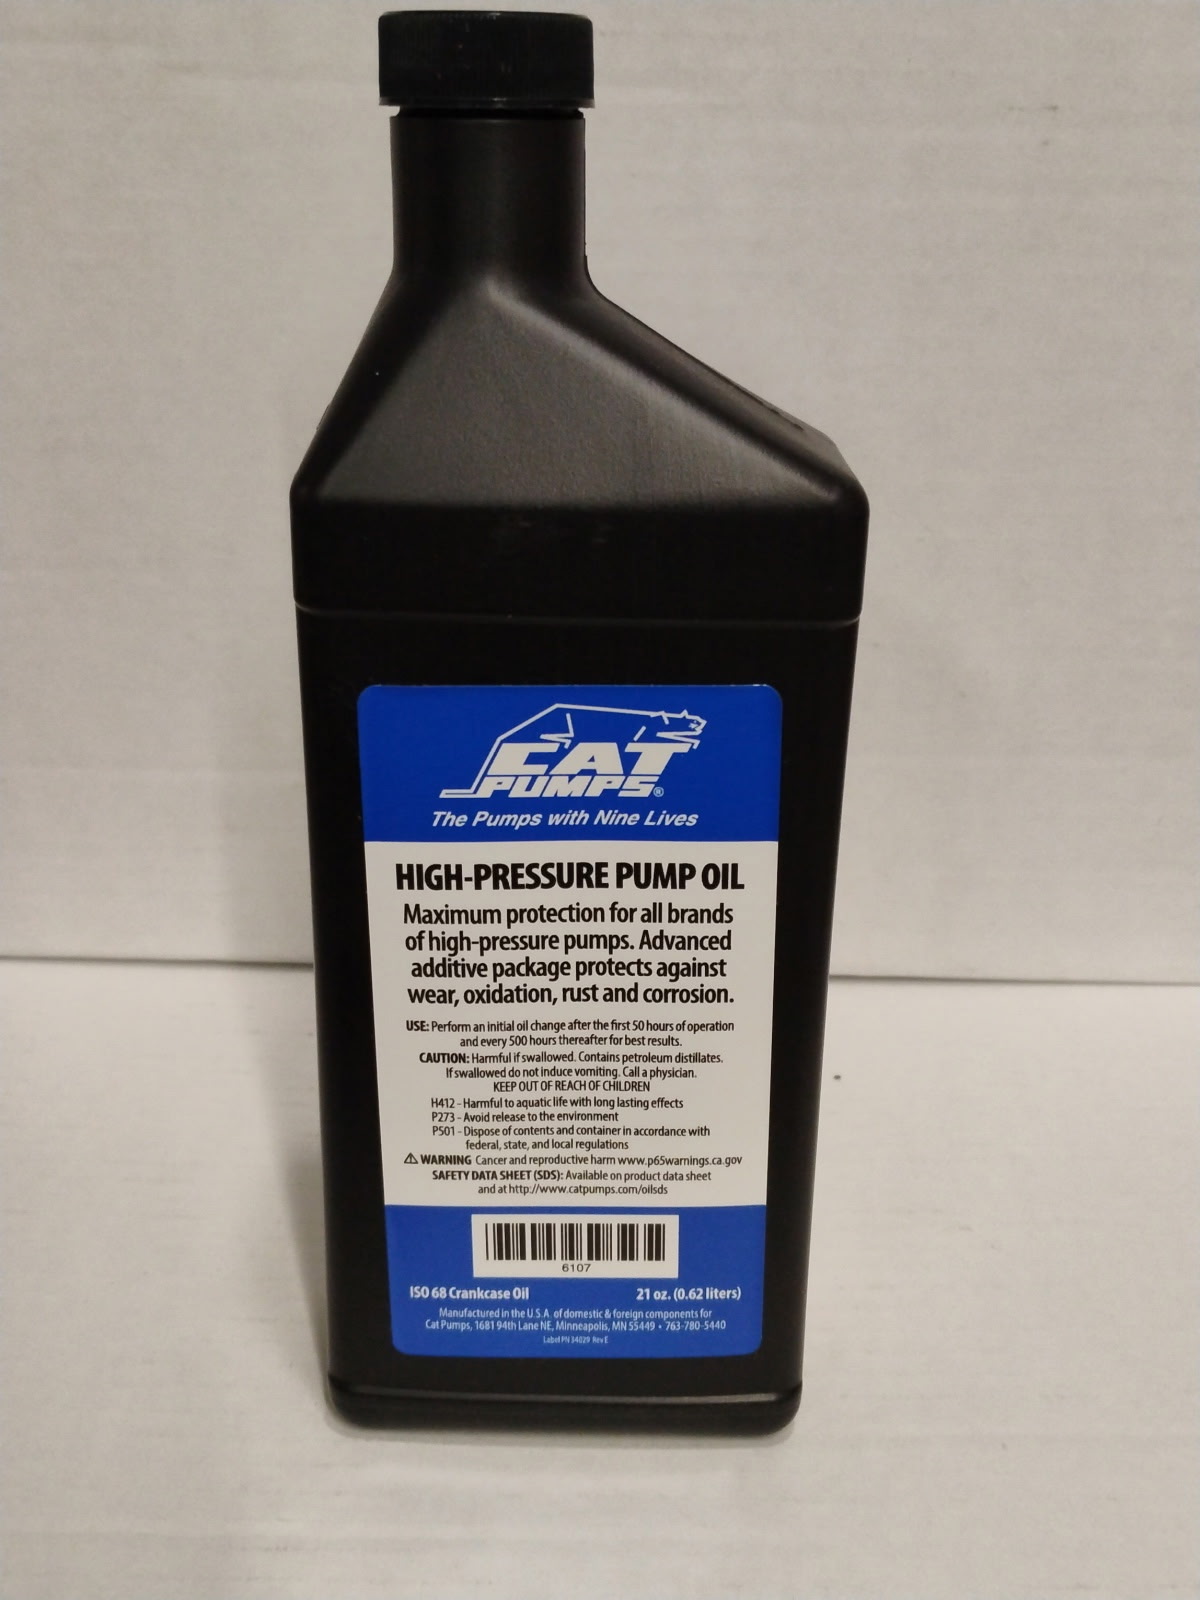 CAT
PUMPS®
The Pumps with Nine Lives
HIGH-PRESSURE PUMP OIL
Maximum protection for all brands
of high-pressure pumps. Advanced
additive package protects against
wear, oxidation, rust and corrosion.
USE: Perform an initial oil change after the first 50 hours of operation
and every 500 hours thereafter for best results.
CAUTION: Harmful if swallowed. Contains petroleum distillates.
If swallowed do not induce vomiting. Call a physician.
KEEP OUT OF REACH OF CHILDREN
H412 - Harmful to aquatic life with long lasting effects
P273 - Avoid release to the environment
P501 - Dispose of contents and container in accordance with
federal, state, and local regulations
⚠ WARNING Cancer and reproductive harm www.p65warnings.ca.gov
SAFETY DATA SHEET (SDS): Available on product data sheet
and at http://www.catpumps.com/oilsds
6107
ISO 68 Crankcase Oil 21 oz. (0.62 liters)
Manufactured in the U.S.A. of domestic & foreign components for
Cat Pumps, 1681 94th Lane NE, Minneapolis, MN 55449 • 763-780-5440
Label PN 34029 Rev E